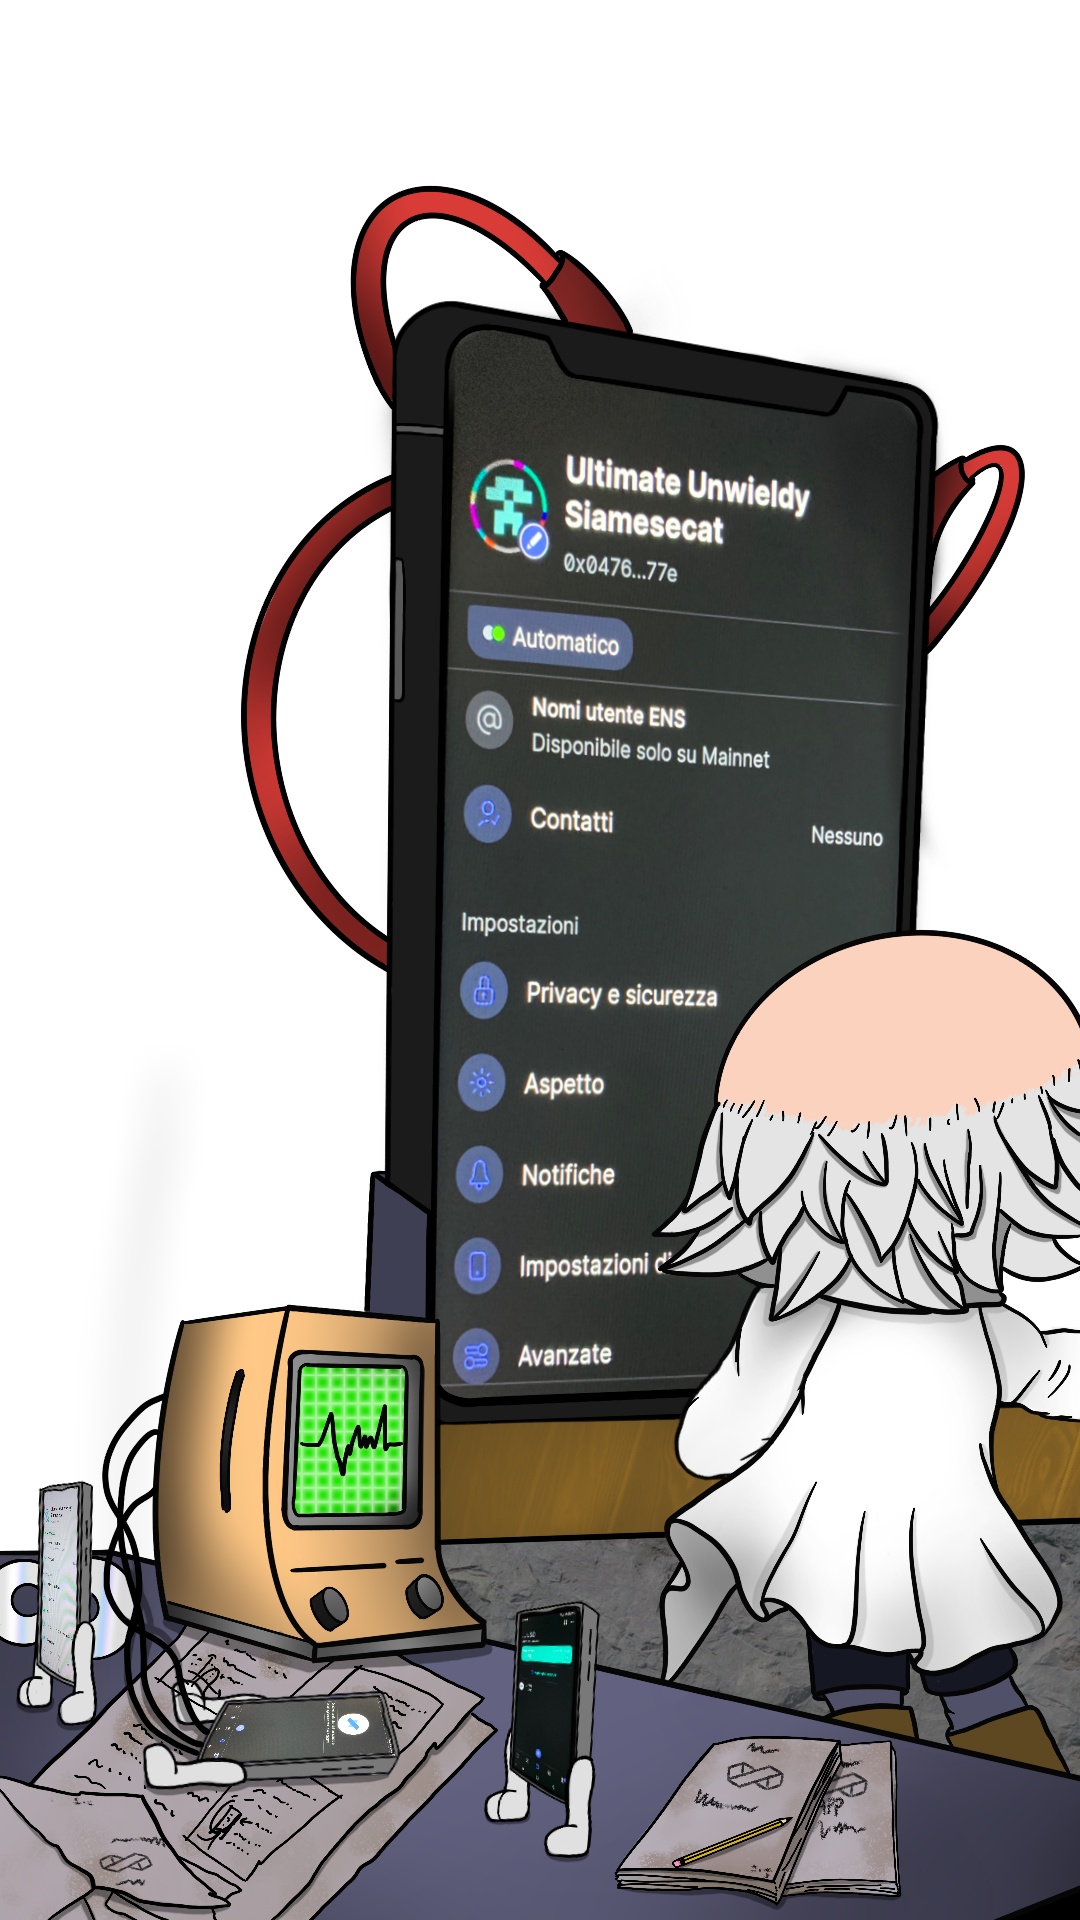 Ultimate Unwieldy
Siamesecat
0x0476...77e
Automatico
Nomi utente ENS
Disponibile solo su Mainnet
Contatti
Nessuno
Impostazioni
Privacy e sicurezza
Aspetto
Notifiche
Impostazioni
Avanzate
APP